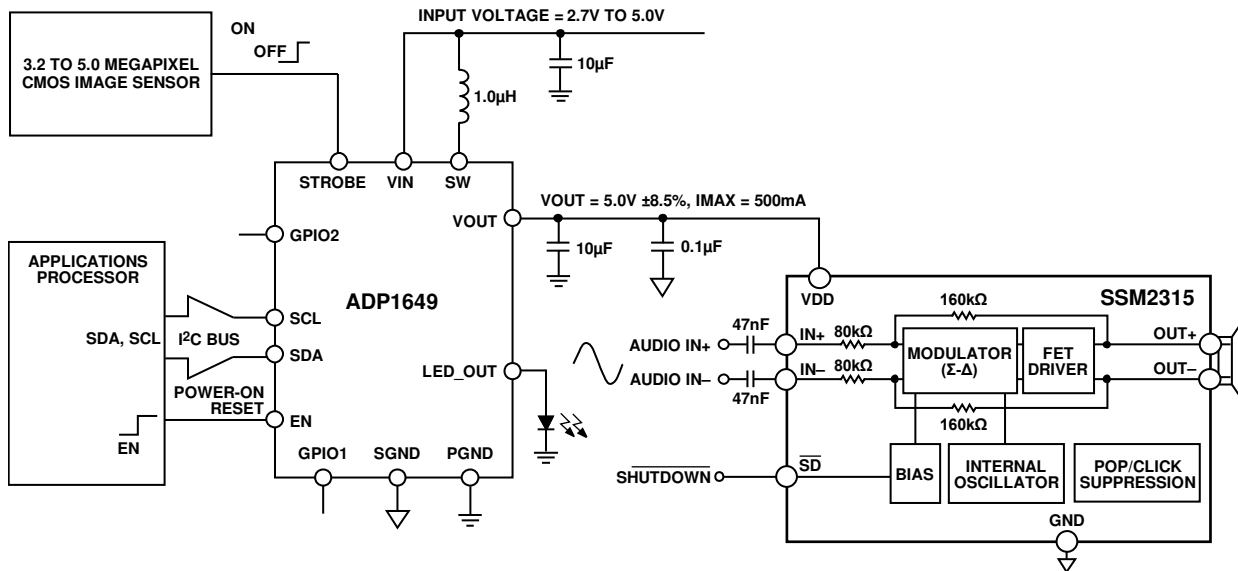 INPUT VOLTAGE = 2.7V TO 5.0V
ON
OFF
3.2 TO 5.0 MEGAPIXEL
CMOS IMAGE SENSOR
10µF
1.0µH
STROBE
VIN
SW
VOUT = 5.0V ±8.5%, IMAX = 500mA
VOUT
GPIO2
10µF
0.1µF
APPLICATIONS
PROCESSOR
ADP1649
VDD
SSM2315
SCL
SDA, SCL
I2C BUS
SDA
160kΩ
47nF
AUDIO IN+
IN+
80kΩ
MODULATOR
(Σ-Δ)
FET
DRIVER
OUT+
LED_OUT
AUDIO IN–
IN–
80kΩ
OUT–
47nF
POWER-ON
RESET
160kΩ
EN
EN
GPIO1
SGND
PGND
SHUTDOWN
SD
BIAS
INTERNAL
OSCILLATOR
POP/CLICK
SUPPRESSION
GND